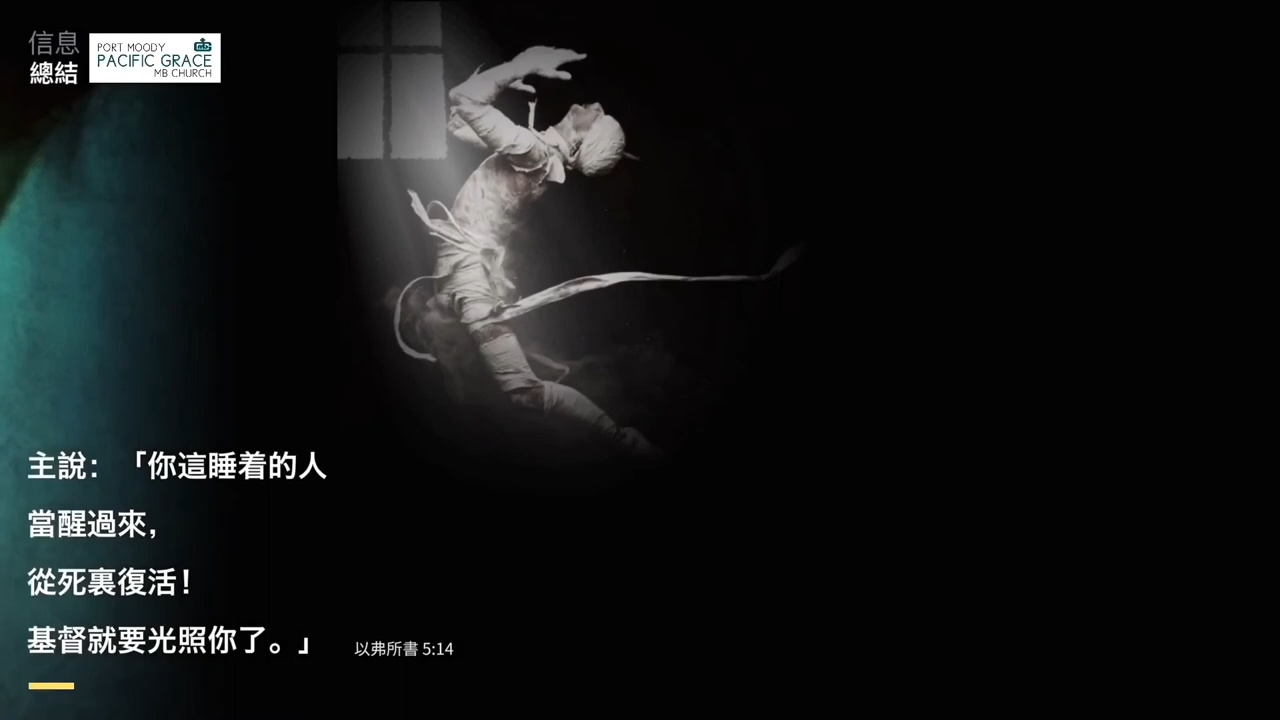 信息
總結
PORT MOODY
PACIFIC GRACE
MB CHURCH
主說：「你這睡着的人
當醒過來，
從死裏復活！
基督就要光照你了。」
以弗所書 5:14